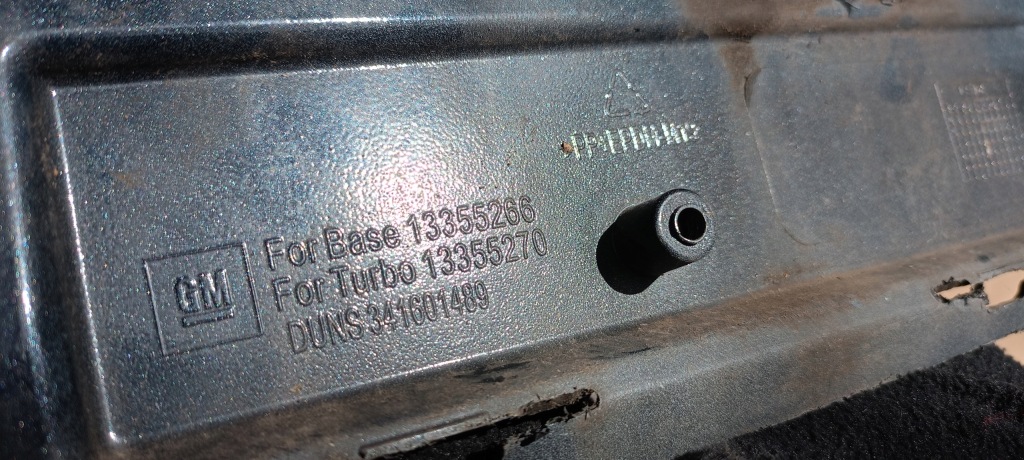 GM
For Base 13355266
For Turbo 13355270
DUNS 341601489